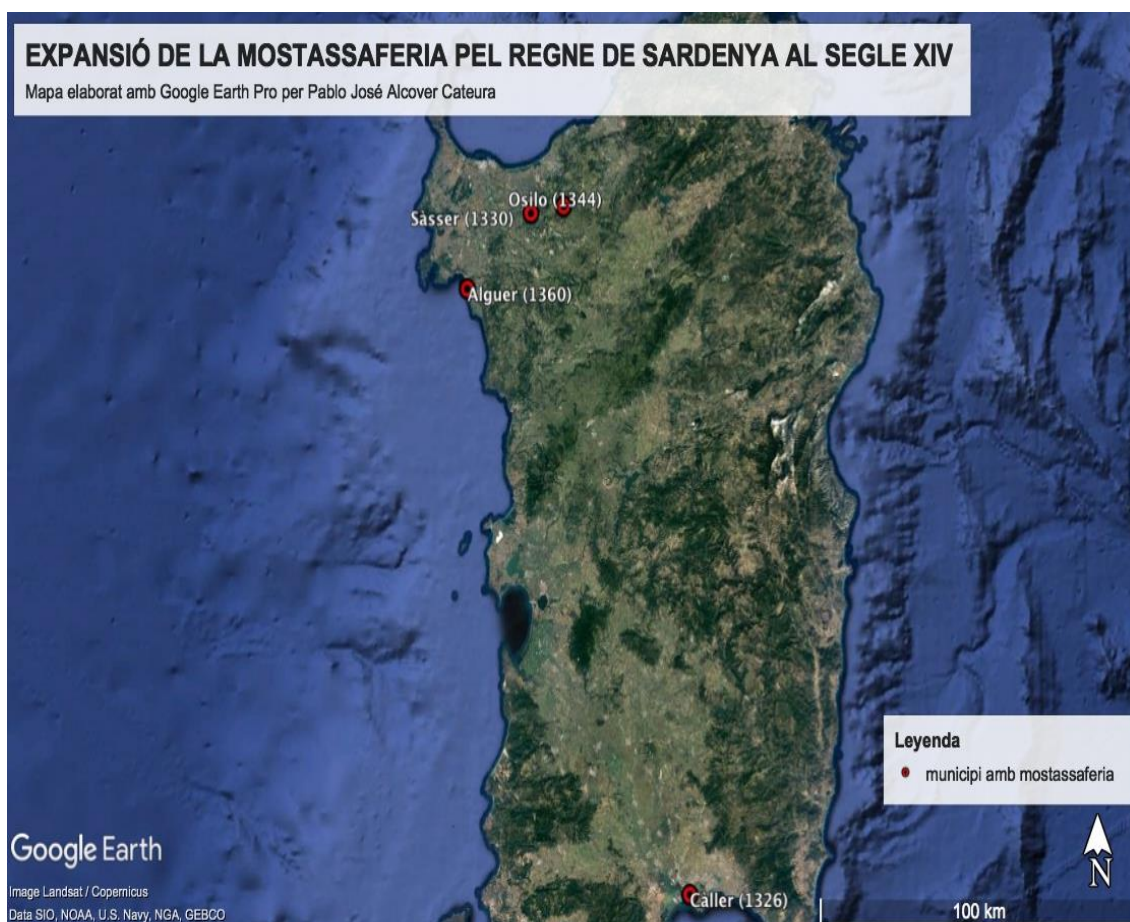 EXPANSIÓ DE LA MOSTASSAFERIA PEL REGNE DE SARDENYA AL SEGLE XIV
Mapa elaborat amb Google Earth Pro per Pablo José Alcover Cateura
Osilo (1344)
Sàsser (1330)
Alguer (1360)
Leyenda
municipi amb mostassaferia
Google Earth
N
Image Landsat / Copernicus
Caller (1326)
Data SIO, NOAA, U.S. Navy, NGA, GEBCO
100 km